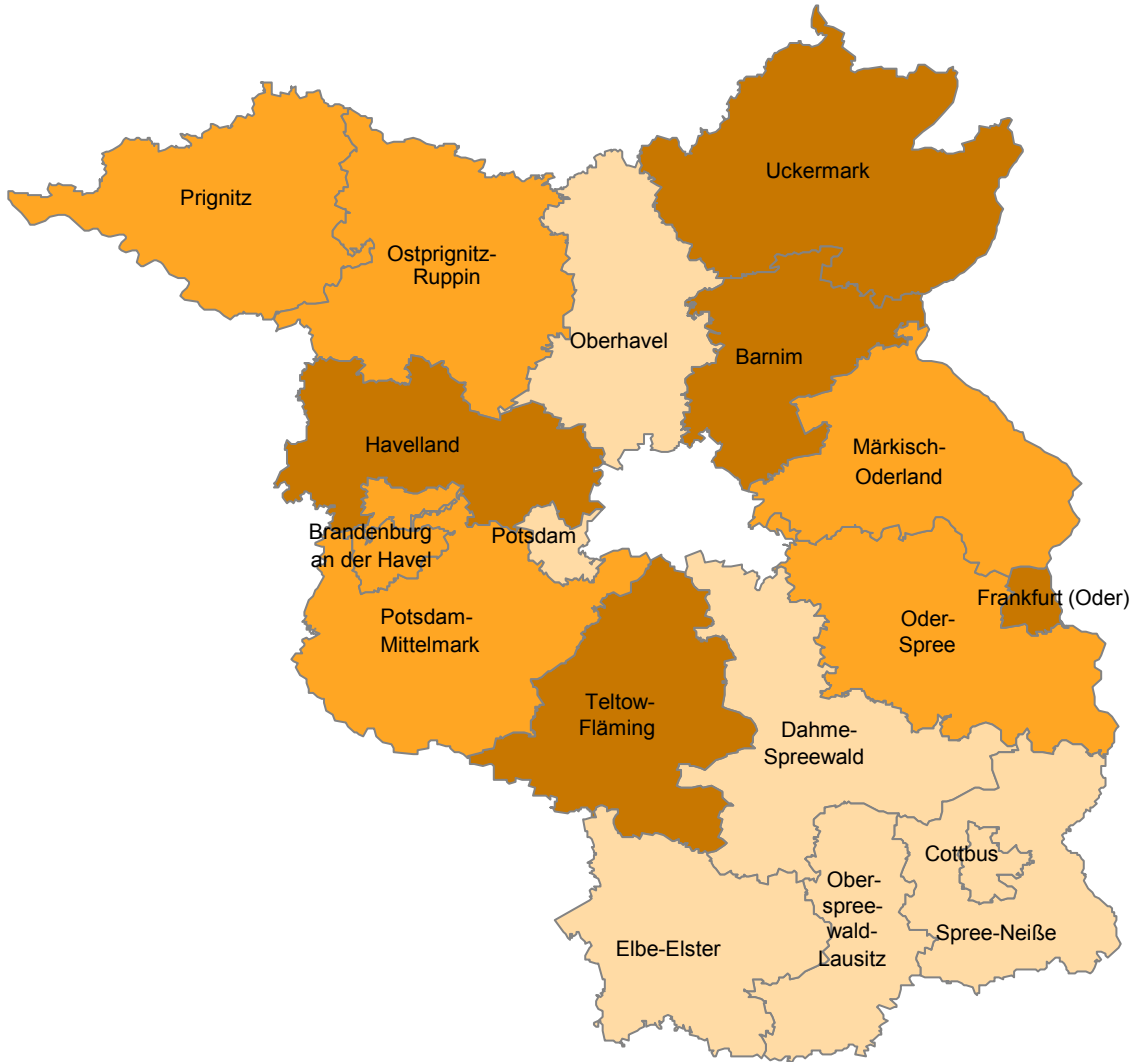 Uckermark
Prignitz
Ostprignitz-
Ruppin
Oberhavel
Barnim
Havelland
Märkisch-
Oderland
Brandenburg
an der Havel
Potsdam
Frankfurt (Oder)
Potsdam-
Mittelmark
Oder-
Spree
Teltow-
Fläming
Dahme-
Spreewald
Cottbus
Ober-
spree-
wald-
Lausitz
Spree-Neiße
Elbe-Elster